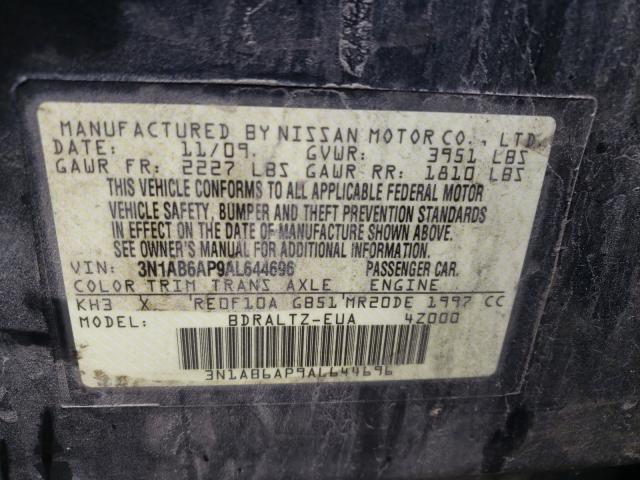 MANUFACTURED BY NISSAN MOTOR CO., LTD.
DATE: 11/09. GVWR: 3951 LBS
GAWR FR: 2227 LBS GAWR RR: 1810 LBS
THIS VEHICLE CONFORMS TO ALL APPLICABLE FEDERAL MOTOR
VEHICLE SAFETY, BUMPER AND THEFT PREVENTION STANDARDS
IN EFFECT ON THE DATE OF MANUFACTURE SHOWN ABOVE.
SEE OWNER'S MANUAL FOR ADDITIONAL INFORMATION.
VIN: 3N1AB6AP9AL644696 PASSENGER CAR.
COLOR TRIM TRANS AXLE ENGINE
KH3 X RE0F10A GB51 MR20DE 1997 CC
MODEL: BDRALTZ-EUA 4Z000
3N1AB6AP9AL644696